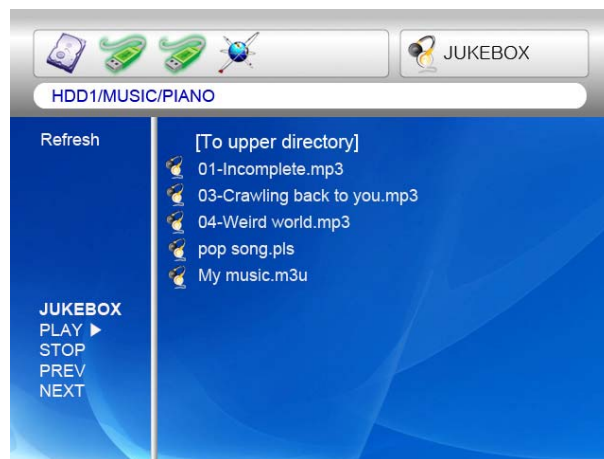 JUKEBOX
HDD1/MUSIC/PIANO
Refresh
[To upper directory]
01-Incomplete.mp3
03-Crawling back to you.mp3
04-Weird world.mp3
pop song.pls
My music.m3u
JUKEBOX
PLAY ▶
STOP
PREV
NEXT